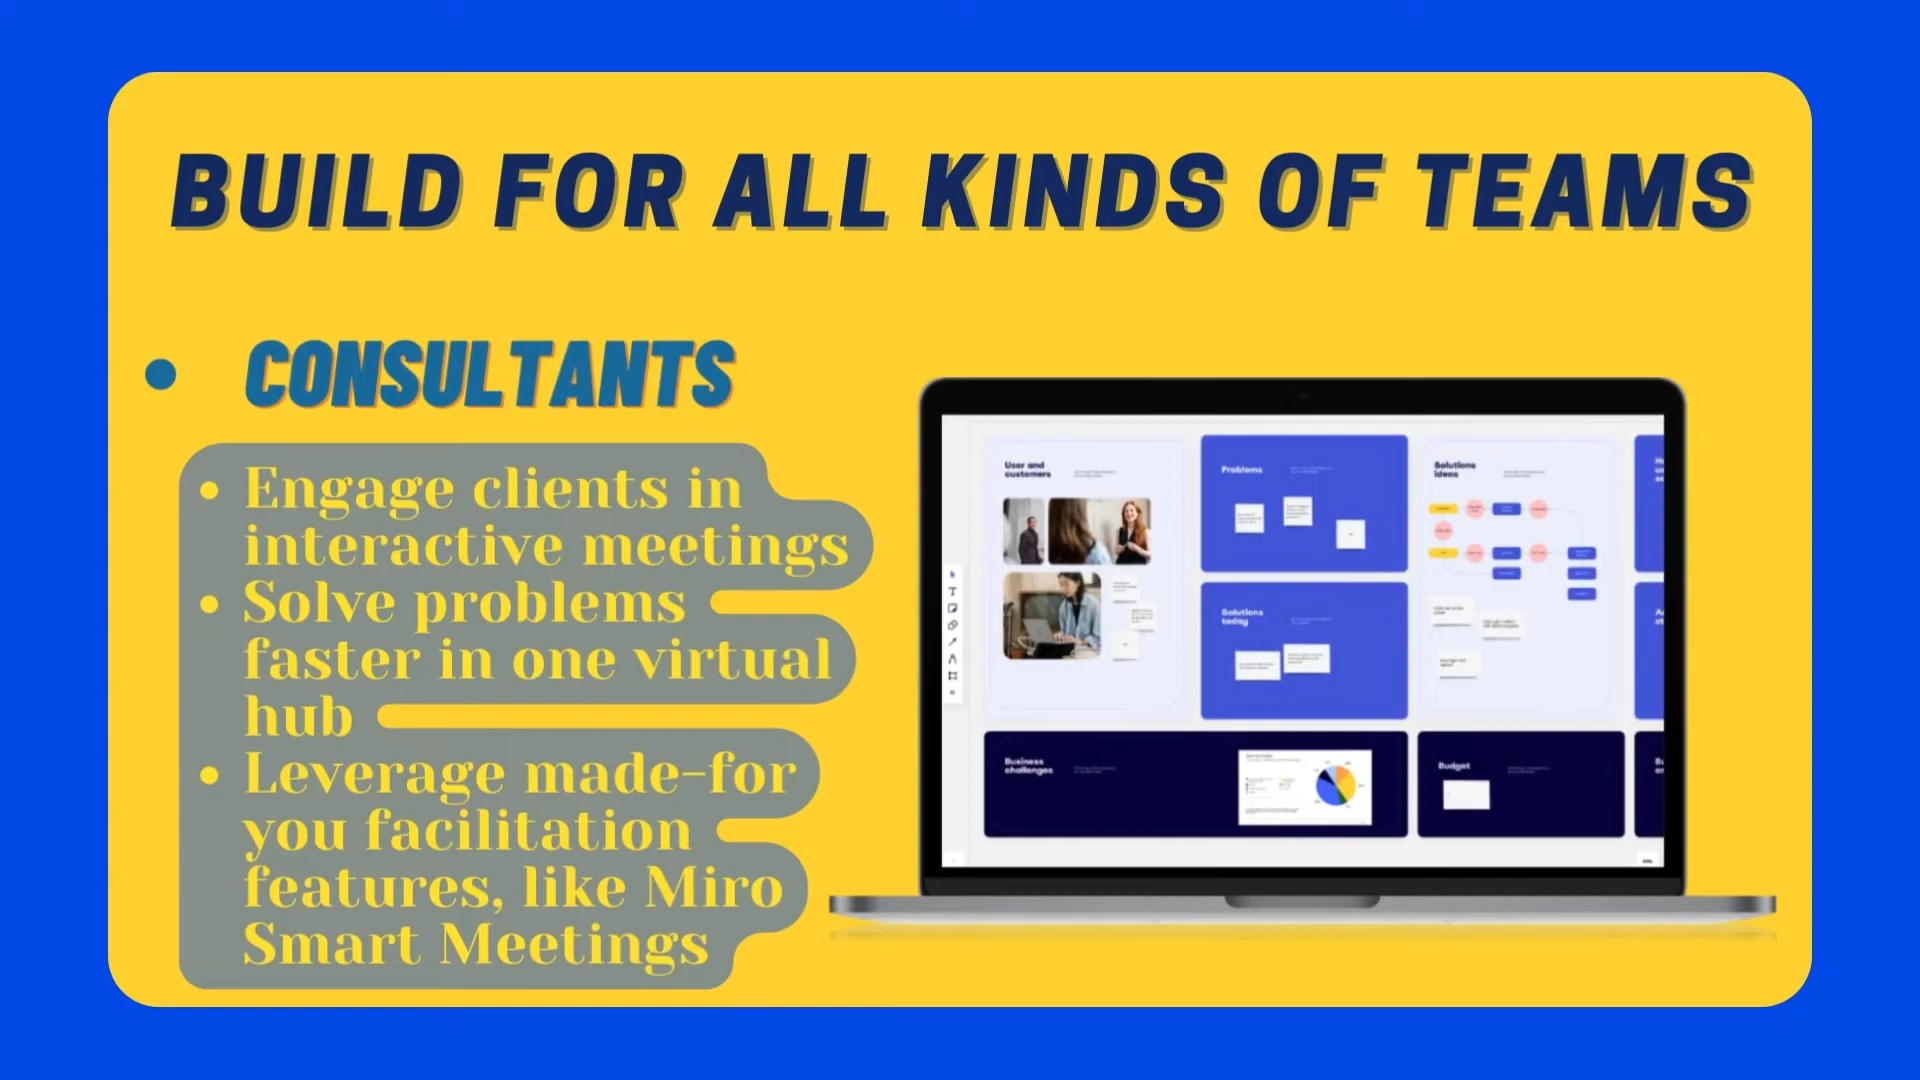 BUILD FOR ALL KINDS OF TEAMS
• CONSULTANTS
• Engage clients in
interactive meetings
• Solve problems
faster in one virtual
hub
• Leverage made-for
you facilitation
features, like Miro
Smart Meetings
User and
customers
Problems
Solutions
ideas
Solutions
today
Business
challenges
Budget